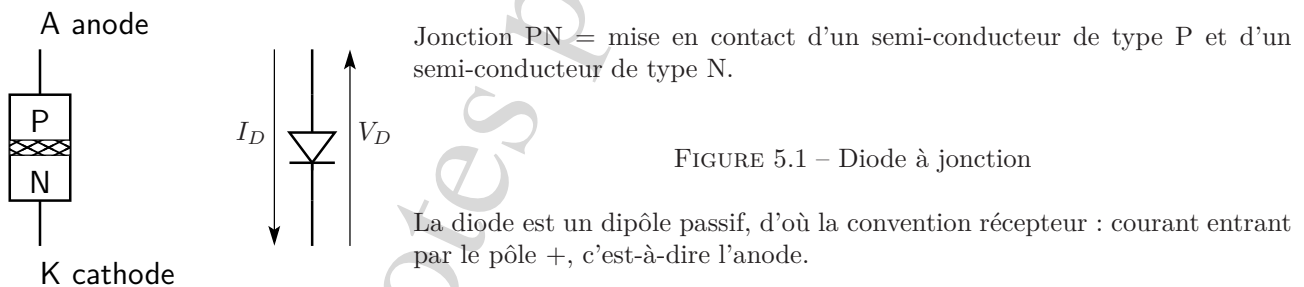 A anode
P
N
K cathode
I_D
V_D
Jonction PN = mise en contact d'un semi-conducteur de type P et d'un
semi-conducteur de type N.
FIGURE 5.1 – Diode à jonction
La diode est un dipôle passif, d'où la convention récepteur : courant entrant
par le pôle +, c'est-à-dire l'anode.